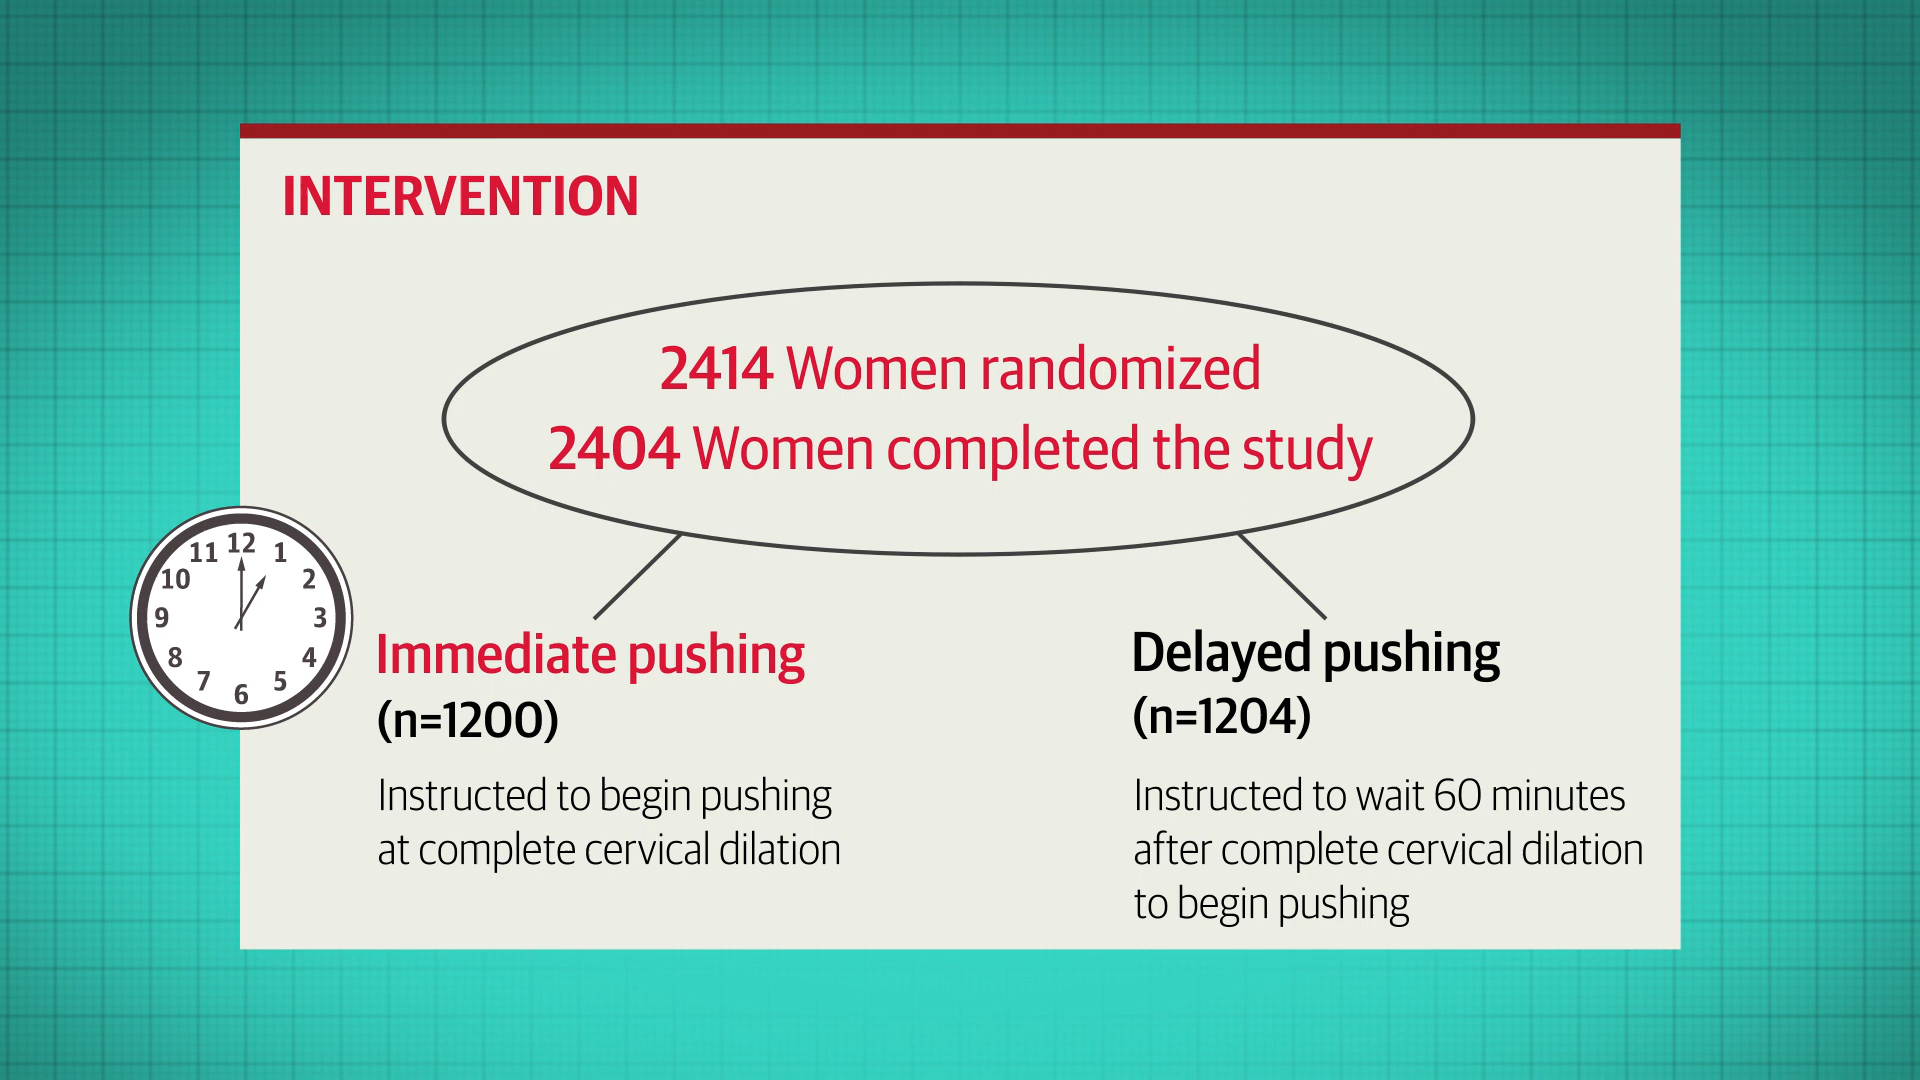 INTERVENTION
2414 Women randomized
2404 Women completed the study
12
11
1
10
2
9
3
8
4
7
5
6
Immediate pushing
(n=1200)
Instructed to begin pushing
at complete cervical dilation
Delayed pushing
(n=1204)
Instructed to wait 60 minutes
after complete cervical dilation
to begin pushing